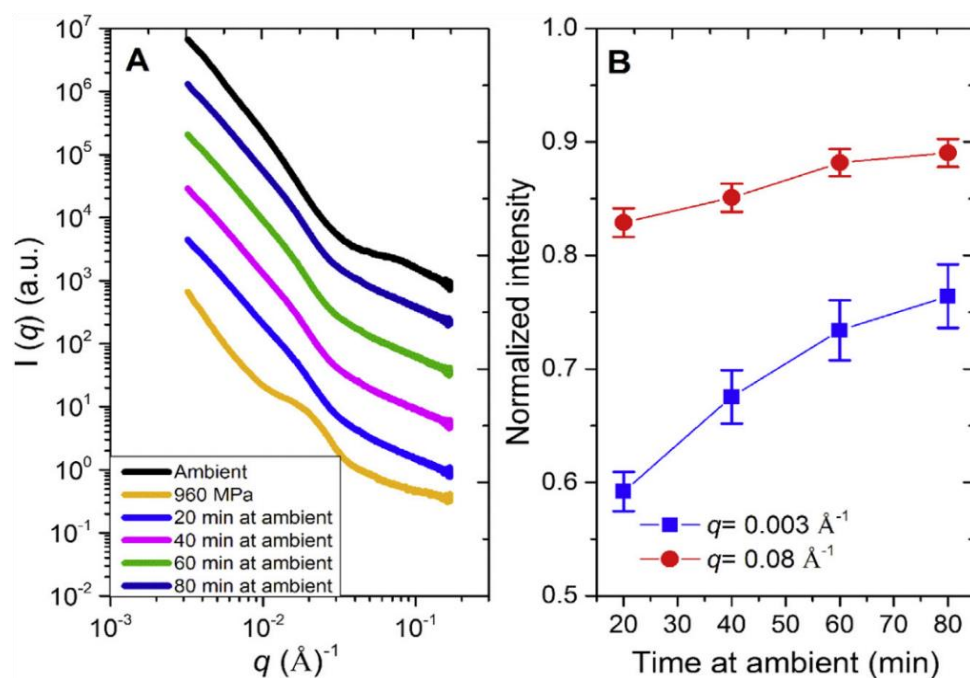 A
10^7
10^6
10^5
10^4
10^3
10^2
10^1
10^0
10^-1
10^-2
I (q) (a.u.)
Ambient
960 MPa
20 min at ambient
40 min at ambient
60 min at ambient
80 min at ambient
10^-3
10^-2
10^-1
q (Å)^-1
B
1.0
0.9
0.8
0.7
0.6
0.5
Normalized intensity
q= 0.003 Å^-1
q= 0.08 Å^-1
20 30 40 50 60 70 80
Time at ambient (min)